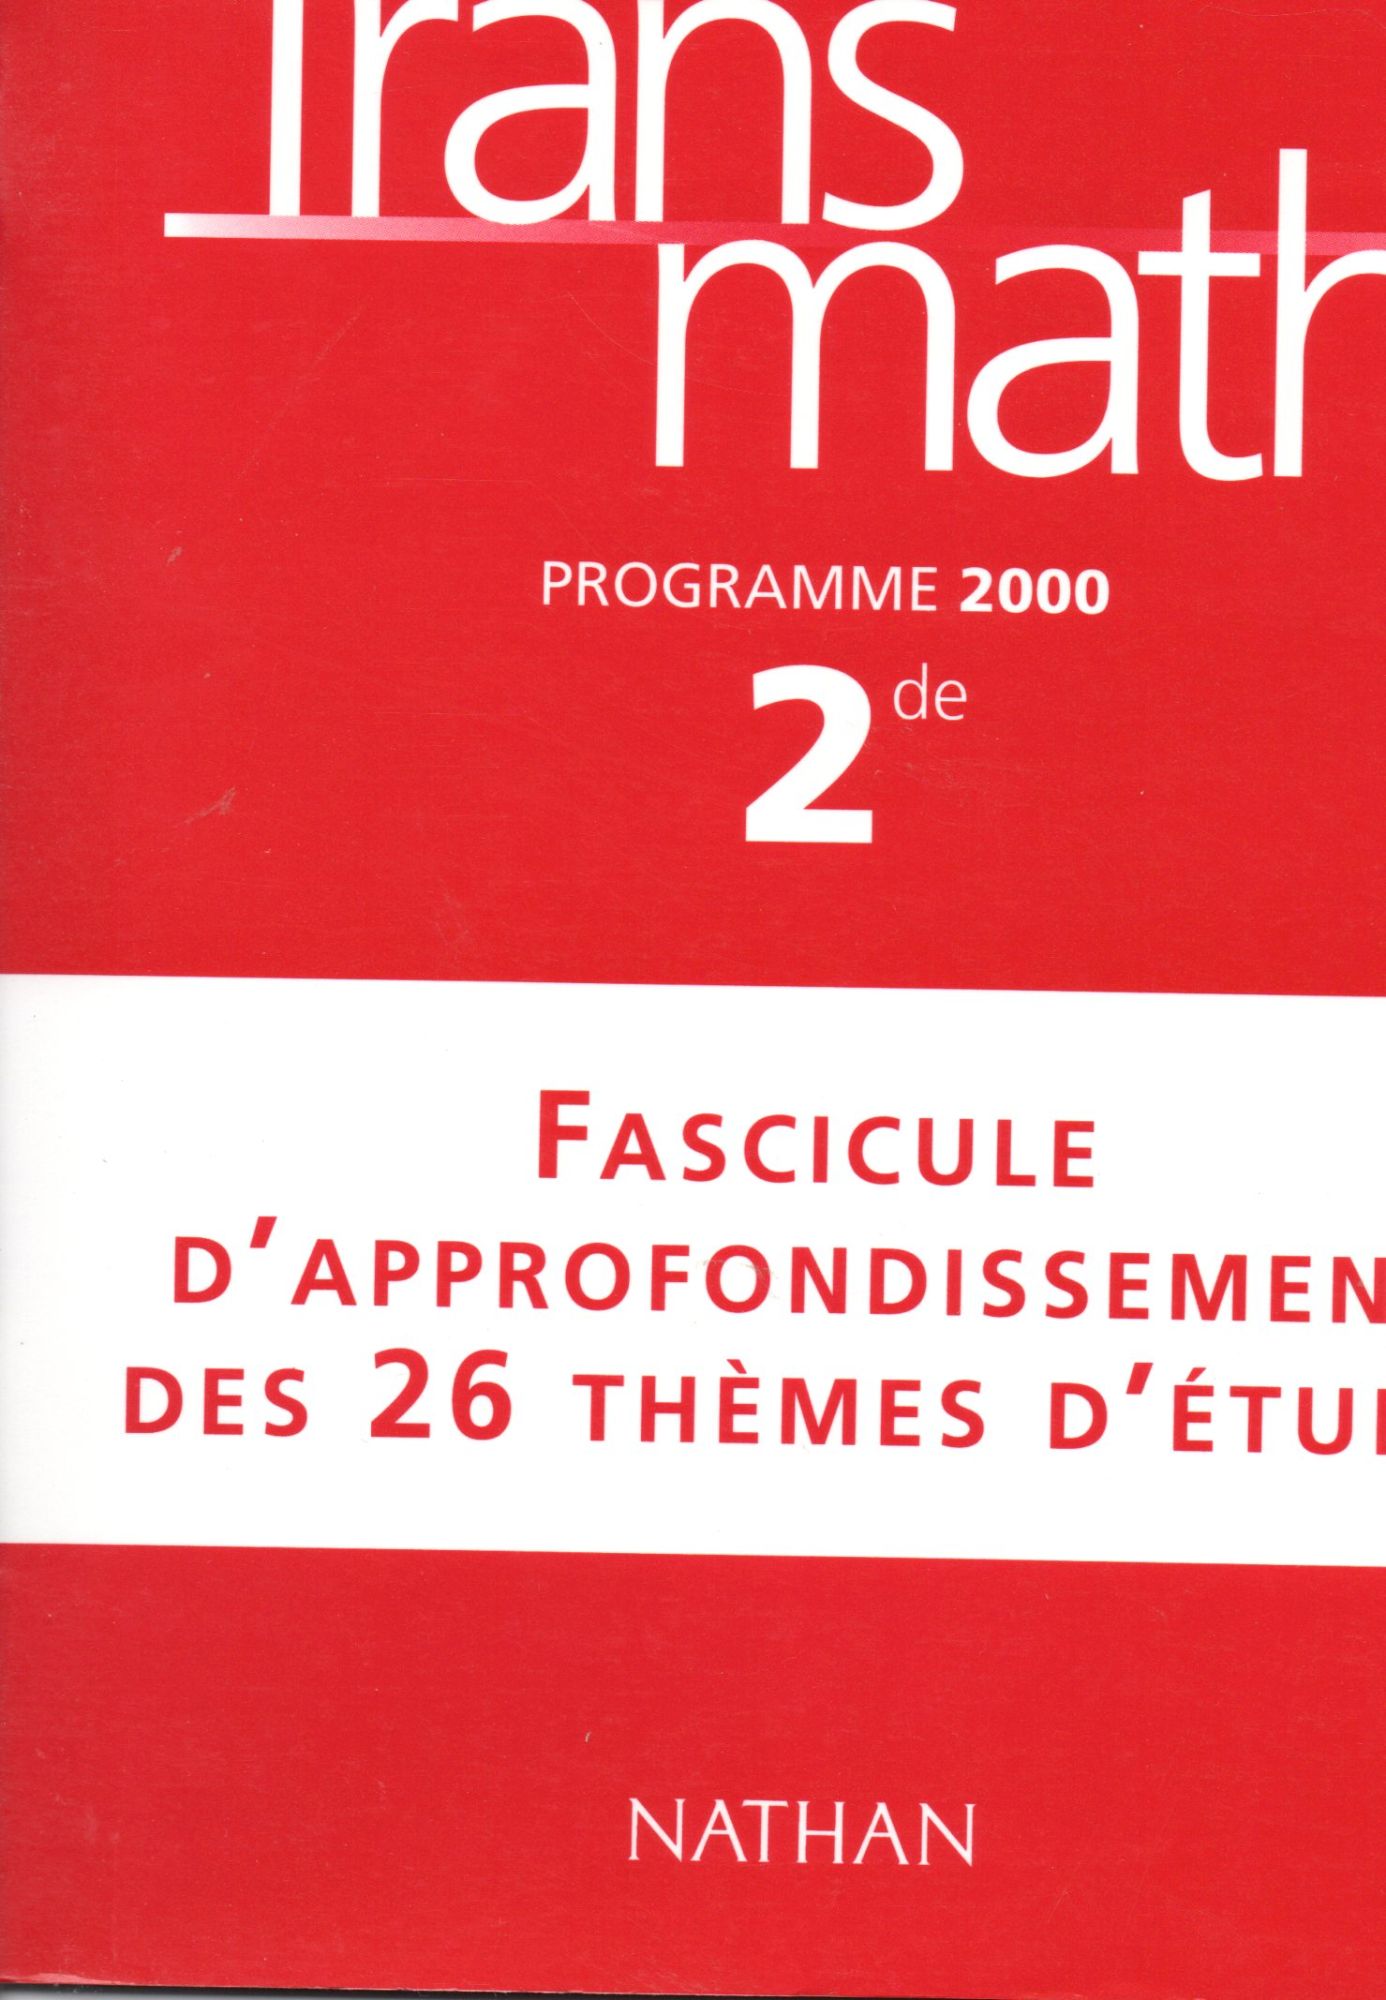 Trans
math
PROGRAMME 2000
2de
FASCICULE
D'APPROFONDISSEMEN
DES 26 THÈMES D'ÉTU
NATHAN